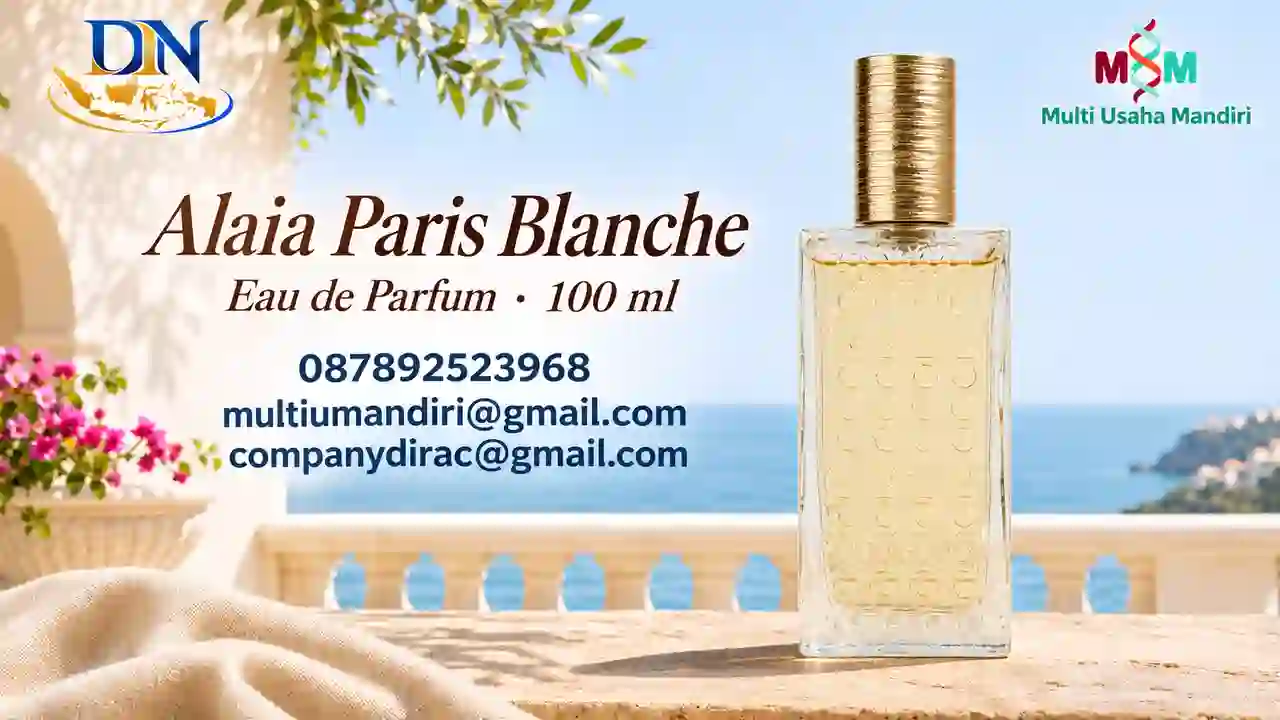 DN
M M
Multi Usaha Mandiri
Alaia Paris Blanche
Eau de Parfum · 100 ml
087892523968
multiumandiri@gmail.com
companydirac@gmail.com